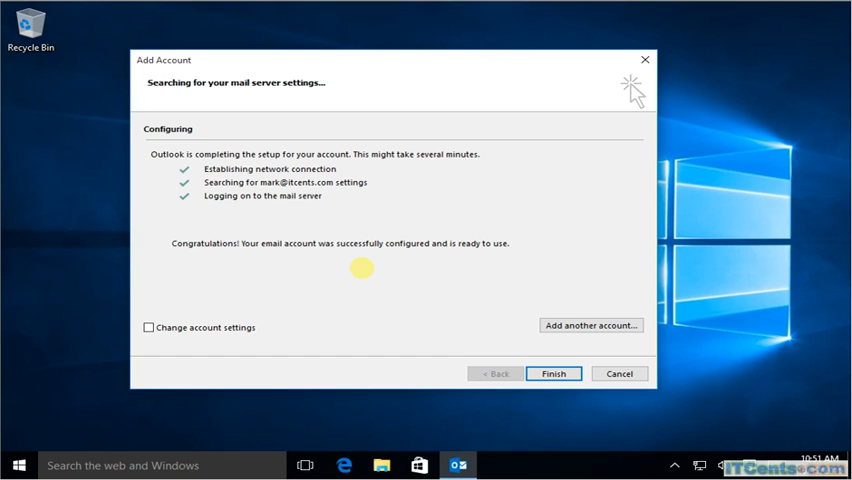 Recycle Bin
Add Account
Searching for your mail server settings...
Configuring
Outlook is completing the setup for your account. This might take several minutes.
Establishing network connection
Searching for mark@itcents.com settings
Logging on to the mail server
Congratulations! Your email account was successfully configured and is ready to use.
Change account settings
Add another account...
< Back
Finish
Cancel
Search the web and Windows
10:51 AM
ITCents.com